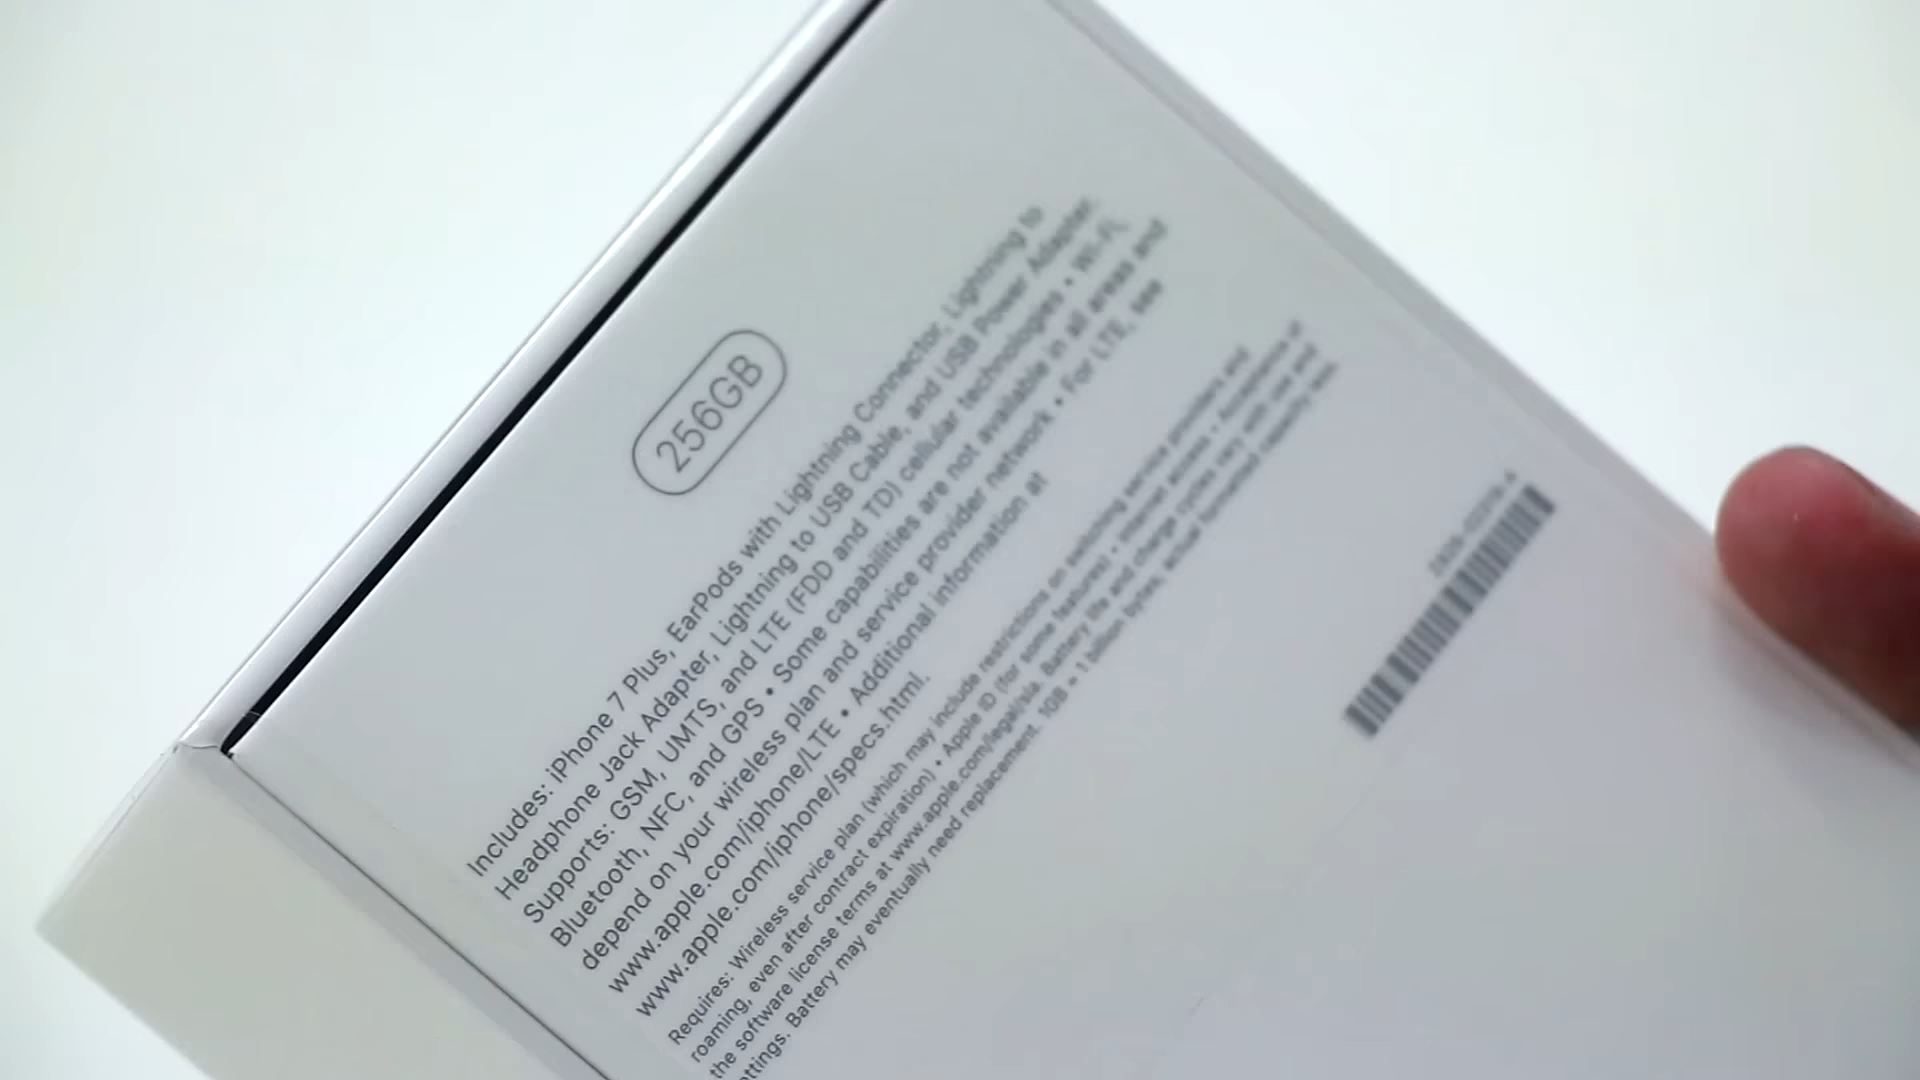 256GB
Includes: iPhone 7 Plus, EarPods with Lightning Connector, Lightning to
Headphone Jack Adapter, Lightning to USB Cable, and USB Power Adapter.
Supports: GSM, UMTS, and LTE (FDD and TD) cellular technologies • Wi-Fi,
Bluetooth, NFC, and GPS • Some capabilities are not available in all areas and
depend on your wireless plan and service provider network • For LTE, see
www.apple.com/iphone/LTE • Additional information at
www.apple.com/iphone/specs.html.
Requires: Wireless service plan (which may include restrictions on switching service providers and
roaming, even after contract expiration) • Apple ID (for some features) • Internet access • Acceptance of
the software license terms at www.apple.com/legal/sla. Battery life and charge cycles vary with use and
ettings. Battery may eventually need replacement. 1GB = 1 billion bytes; actual formatted capacity less.